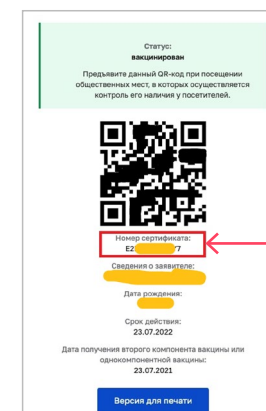 Статус:
вакцинирован
Предъявите данный QR-код при посещении
общественных мест, в которых осуществляется
контроль его наличия у посетителей.
Номер сертификата:
Сведения о заявителе:
Дата рождения:
Срок действия:
23.07.2022
Дата получения второго компонента вакцины или
однокомпонентной вакцины:
23.07.2021
Версия для печати